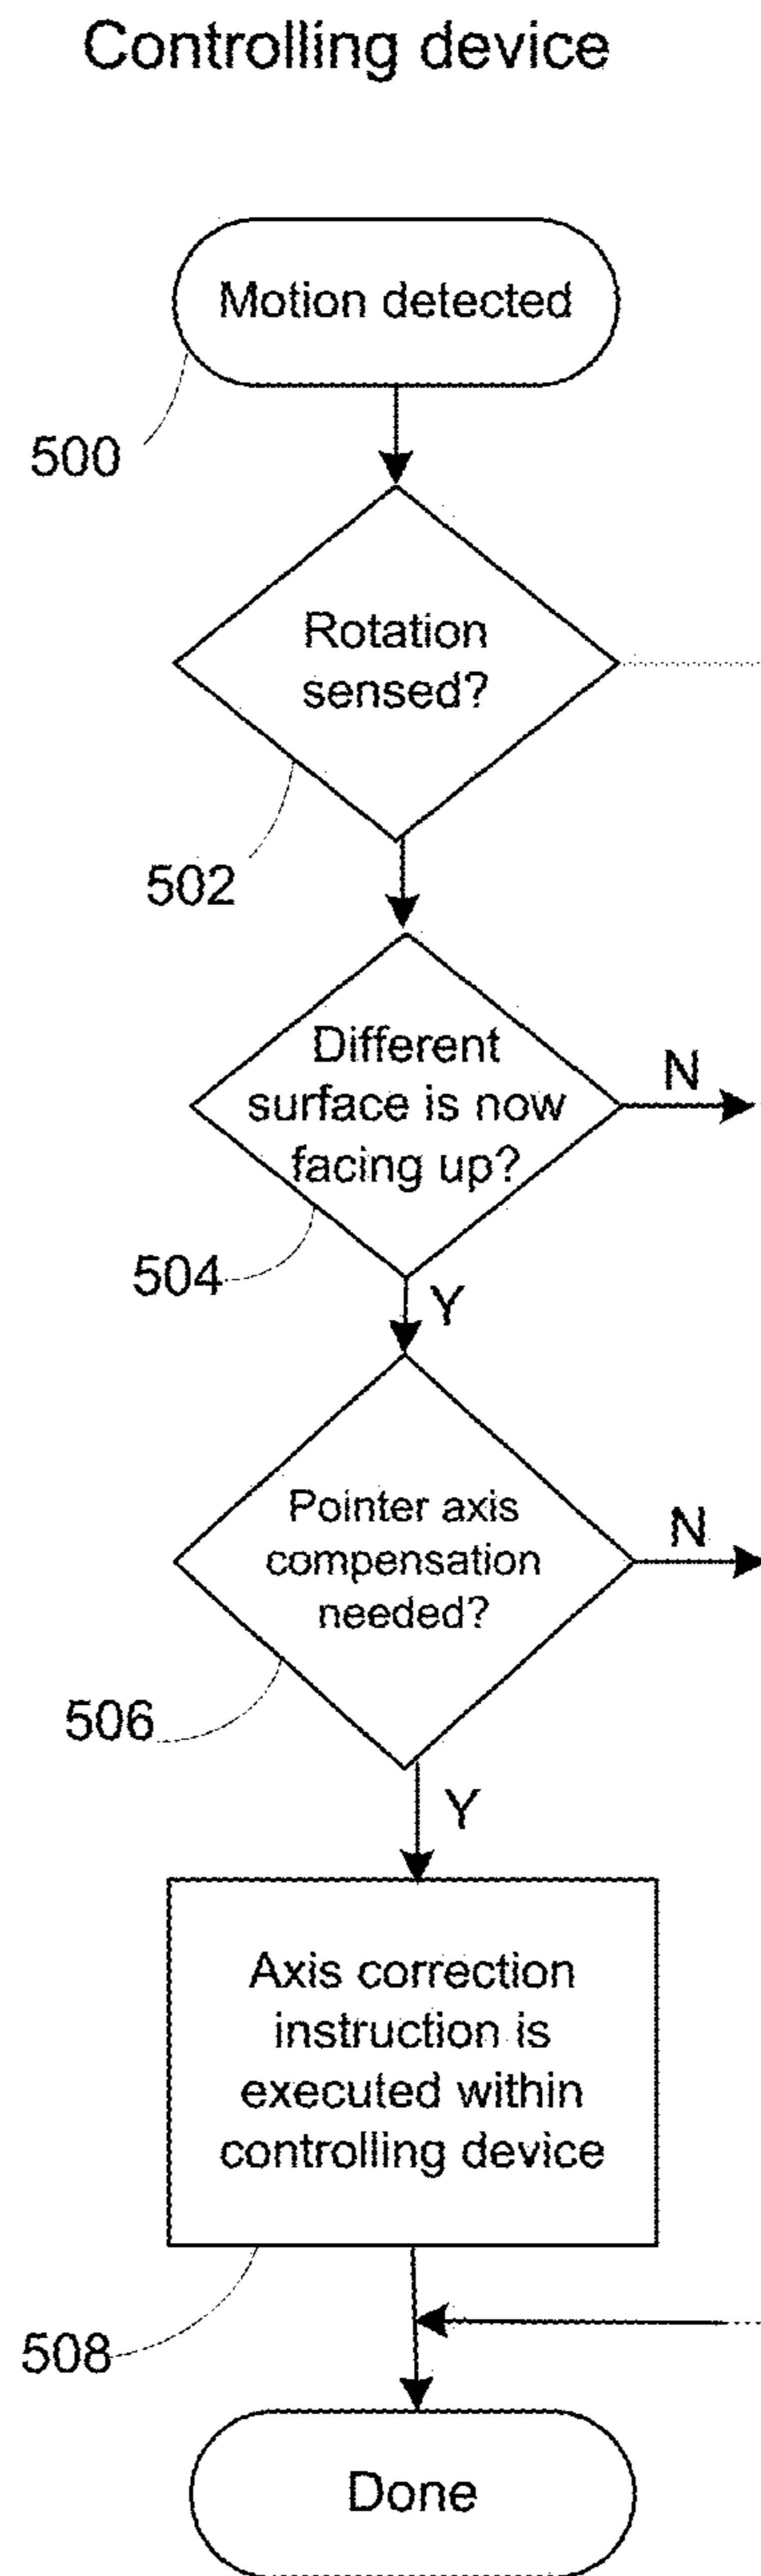 Controlling device
Motion detected
500
Rotation
sensed?
502
Different
surface is now
facing up?
N
504
Y
Pointer axis
compensation
needed?
N
506
Y
Axis correction
instruction is
executed within
controlling device
508
Done